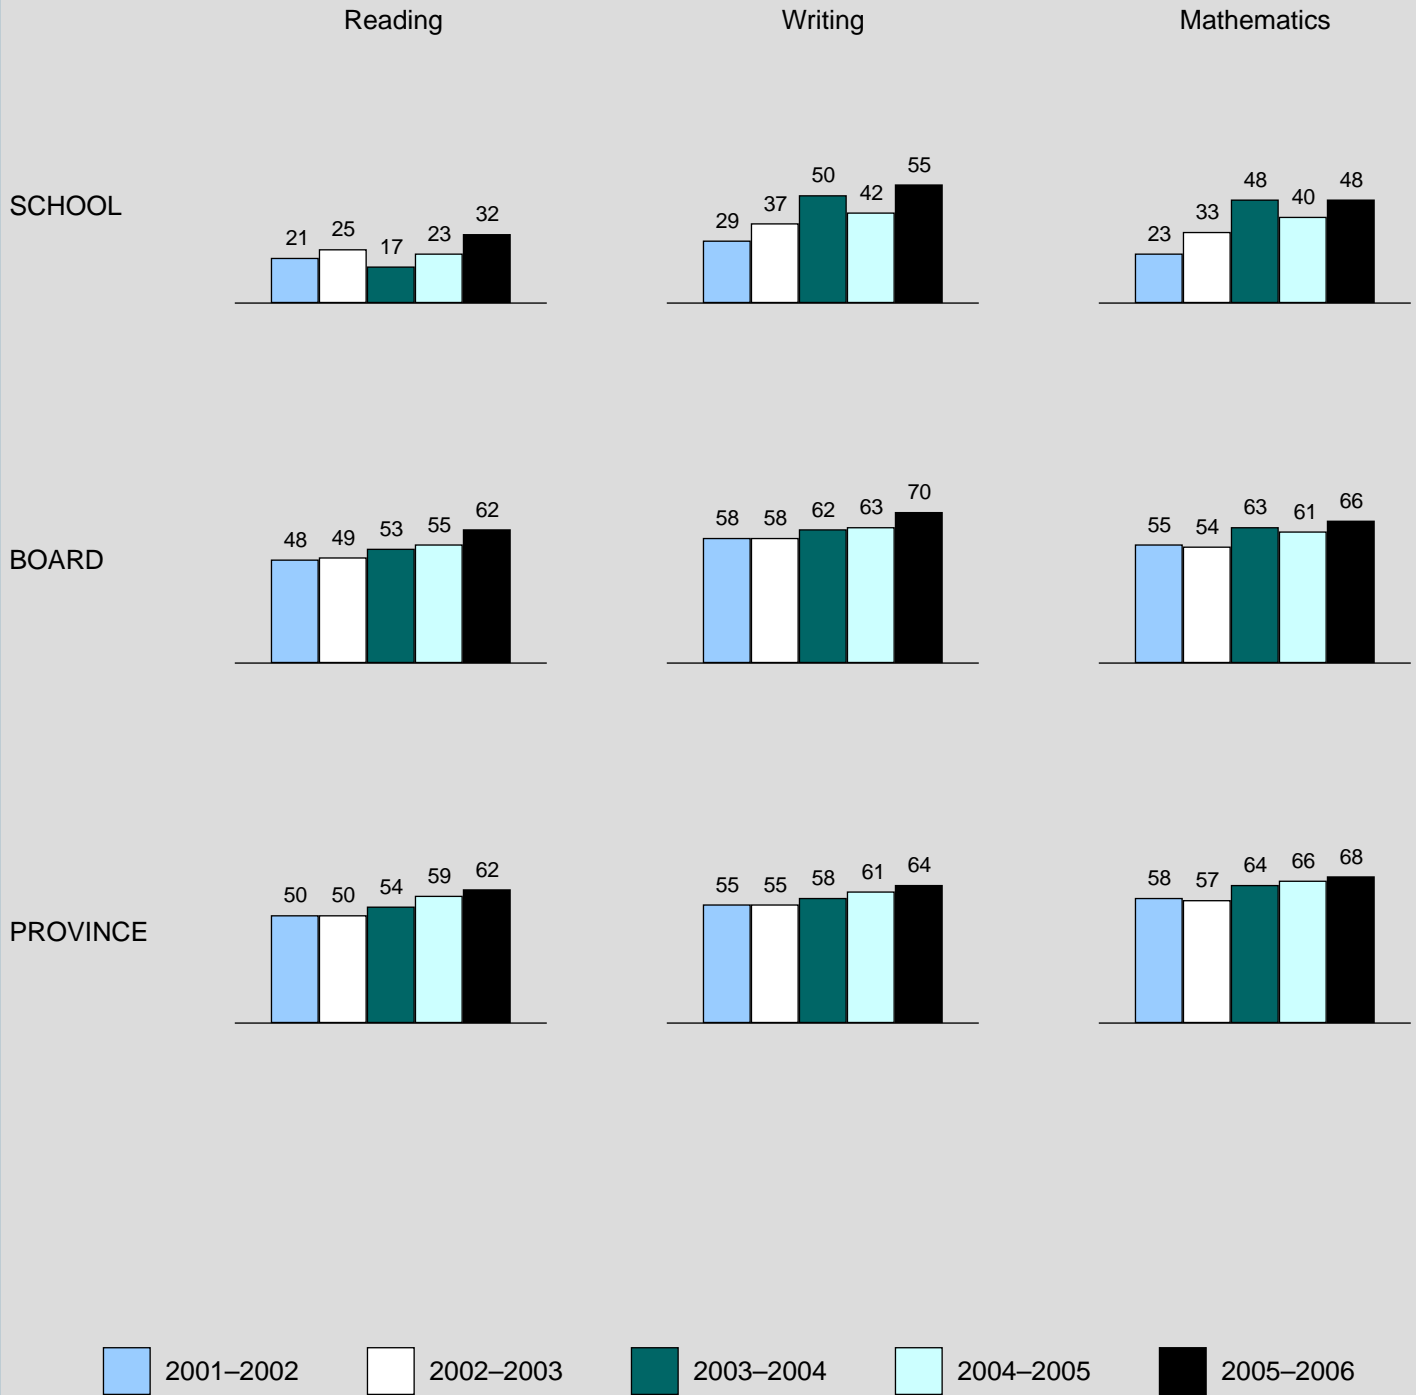 Reading Writing Mathematics
SCHOOL
21 25 17 23 32
29 37 50 42 55
23 33 48 40 48
BOARD
48 49 53 55 62
58 58 62 63 70
55 54 63 61 66
PROVINCE
50 50 54 59 62
55 55 58 61 64
58 57 64 66 68
2001–2002 2002–2003 2003–2004 2004–2005 2005–2006